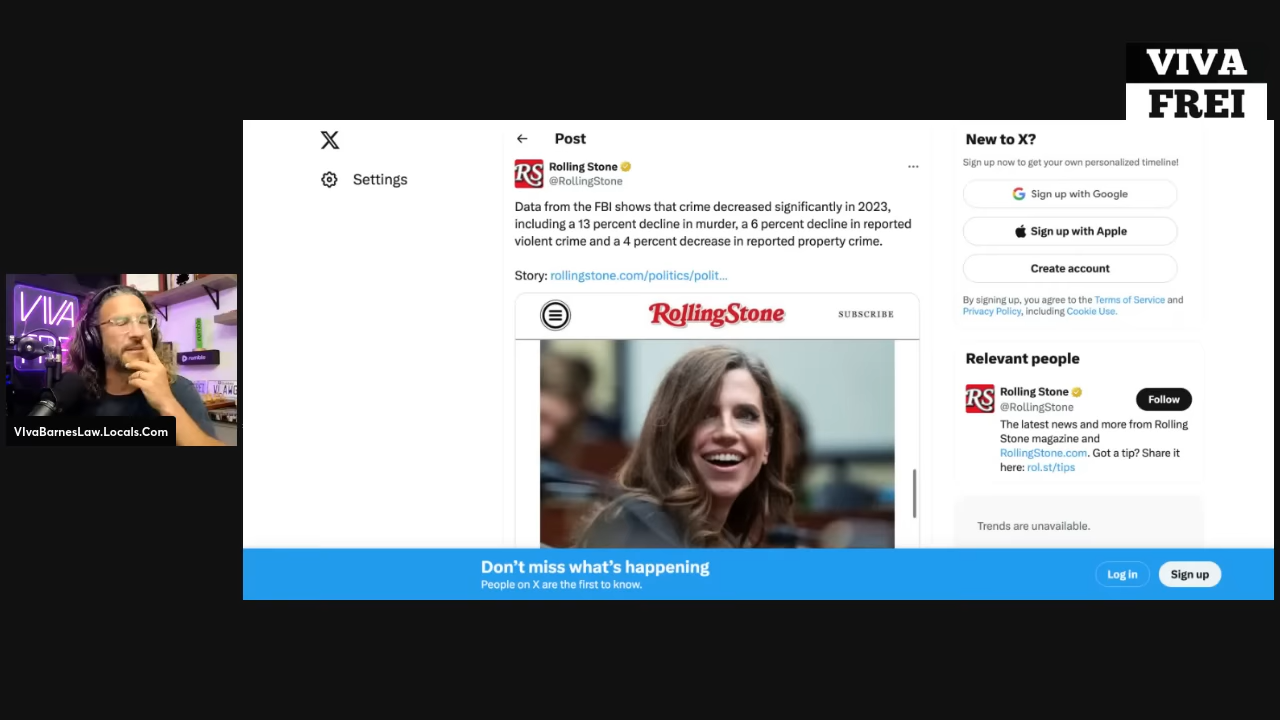 VIVA
FREI
Post
Settings
Rolling Stone
@RollingStone
Data from the FBI shows that crime decreased significantly in 2023,
including a 13 percent decline in murder, a 6 percent decline in reported
violent crime and a 4 percent decrease in reported property crime.
Story: rollingstone.com/politics/polit...
RollingStone
SUBSCRIBE
New to X?
Sign up now to get your own personalized timeline!
Sign up with Google
Sign up with Apple
Create account
By signing up, you agree to the Terms of Service and
Privacy Policy, including Cookie Use.
Relevant people
RS
Rolling Stone
@RollingStone
Follow
The latest news and more from Rolling
Stone magazine and
RollingStone.com. Got a tip? Share it
here: rol.st/tips
Trends are unavailable.
Don't miss what's happening
People on X are the first to know.
Log in
Sign up
VIVA
rumble
VIvaBarnesLaw.Locals.Com
RS